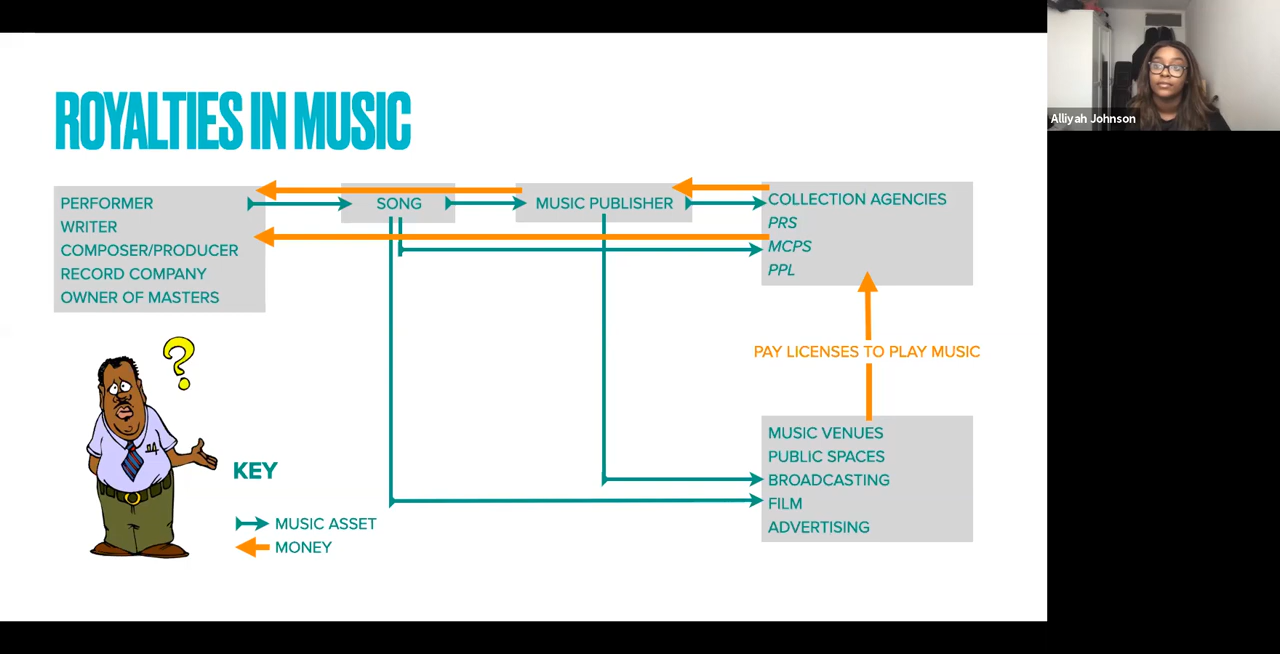 ROYALTIES IN MUSIC
PERFORMER
WRITER
COMPOSER/PRODUCER
RECORD COMPANY
OWNER OF MASTERS
SONG
MUSIC PUBLISHER
COLLECTION AGENCIES
PRS
MCPS
PPL
PAY LICENSES TO PLAY MUSIC
MUSIC VENUES
PUBLIC SPACES
BROADCASTING
FILM
ADVERTISING
?
KEY
MUSIC ASSET
MONEY
Alliyah Johnson